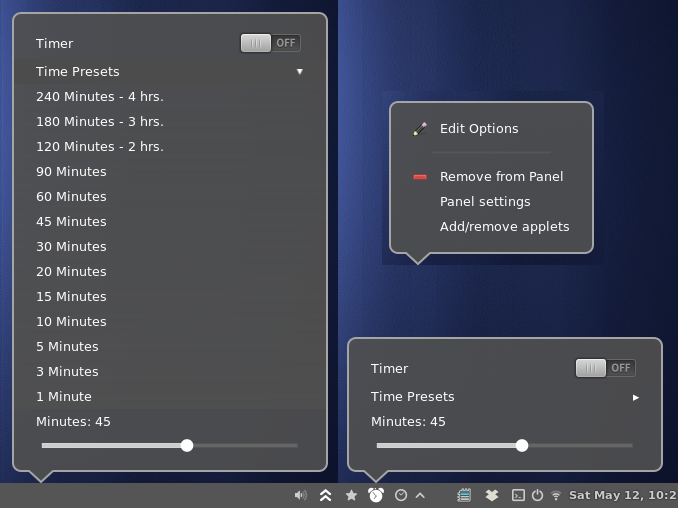 Timer OFF
Time Presets
240 Minutes - 4 hrs.
180 Minutes - 3 hrs.
120 Minutes - 2 hrs.
90 Minutes
60 Minutes
45 Minutes
30 Minutes
20 Minutes
15 Minutes
10 Minutes
5 Minutes
3 Minutes
1 Minute
Minutes: 45
Edit Options
Remove from Panel
Panel settings
Add/remove applets
Timer OFF
Time Presets
Minutes: 45
Sat May 12, 10:2